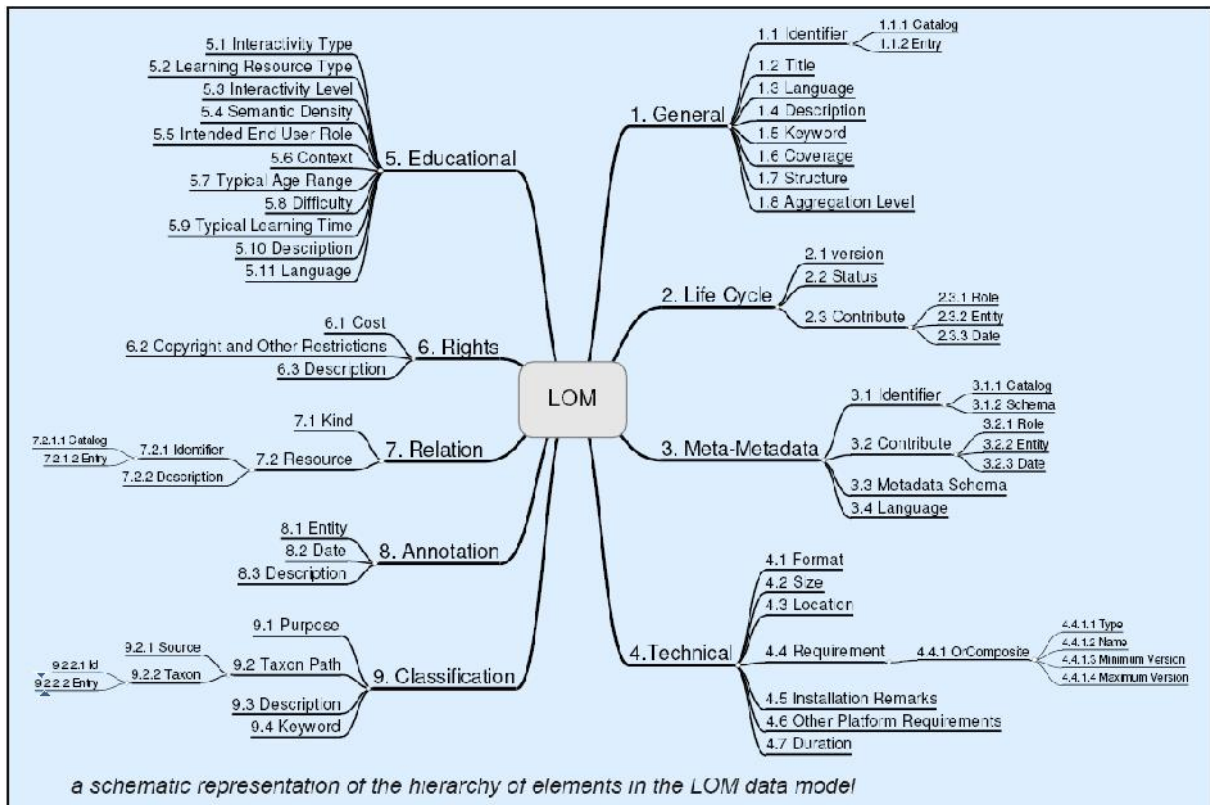 LOM
1. General
1.1 Identifier
1.1.1 Catalog
1.1.2 Entry
1.2 Title
1.3 Language
1.4 Description
1.5 Keyword
1.6 Coverage
1.7 Structure
1.8 Aggregation Level
2. Life Cycle
2.1 version
2.2 Status
2.3 Contribute
2.3.1 Role
2.3.2 Entity
2.3.3 Date
3. Meta-Metadata
3.1 Identifier
3.1.1 Catalog
3.1.2 Schema
3.2 Contribute
3.2.1 Role
3.2.2 Entity
3.2.3 Date
3.3 Metadata Schema
3.4 Language
4.Technical
4.1 Format
4.2 Size
4.3 Location
4.4 Requirement
4.4.1 OrComposite
4.4.1.1 Type
4.4.1.2 Name
4.4.1.3 Minimum Version
4.4.1.4 Maximum Version
4.5 Installation Remarks
4.6 Other Platform Requirements
4.7 Duration
5. Educational
5.1 Interactivity Type
5.2 Learning Resource Type
5.3 Interactivity Level
5.4 Semantic Density
5.5 Intended End User Role
5.6 Context
5.7 Typical Age Range
5.8 Difficulty
5.9 Typical Learning Time
5.10 Description
5.11 Language
6. Rights
6.1 Cost
6.2 Copyright and Other Restrictions
6.3 Description
7. Relation
7.1 Kind
7.2 Resource
7.2.1 Identifier
7.2.1.1 Catalog
7.2.1.2 Entry
7.2.2 Description
8. Annotation
8.1 Entity
8.2 Date
8.3 Description
9. Classification
9.1 Purpose
9.2 Taxon Path
9.2.1 Source
9.2.2 Taxon
9.2.2.1 Id
9.2.2.2 Entry
9.3 Description
9.4 Keyword
a schematic representation of the hierarchy of elements in the LOM data model